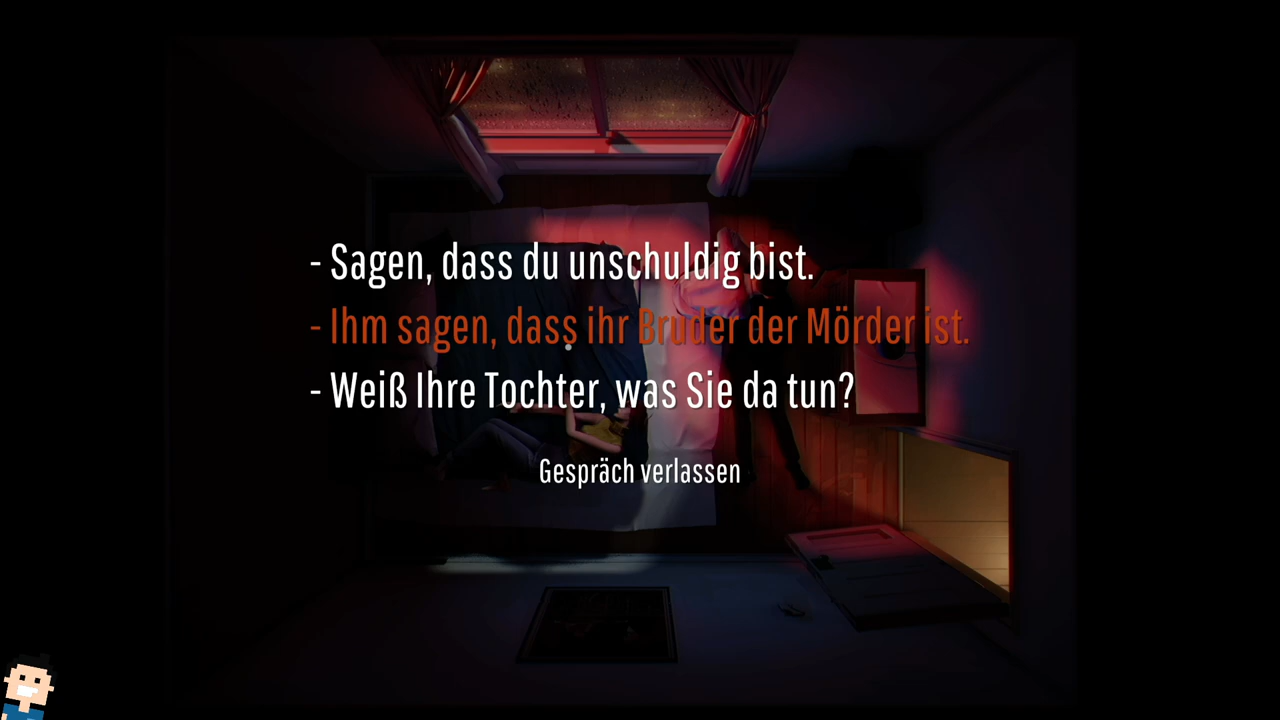 - Sagen, dass du unschuldig bist.
- Ihm sagen, dass ihr Bruder der Mörder ist.
- Weiß Ihre Tochter, was Sie da tun?
Gespräch verlassen